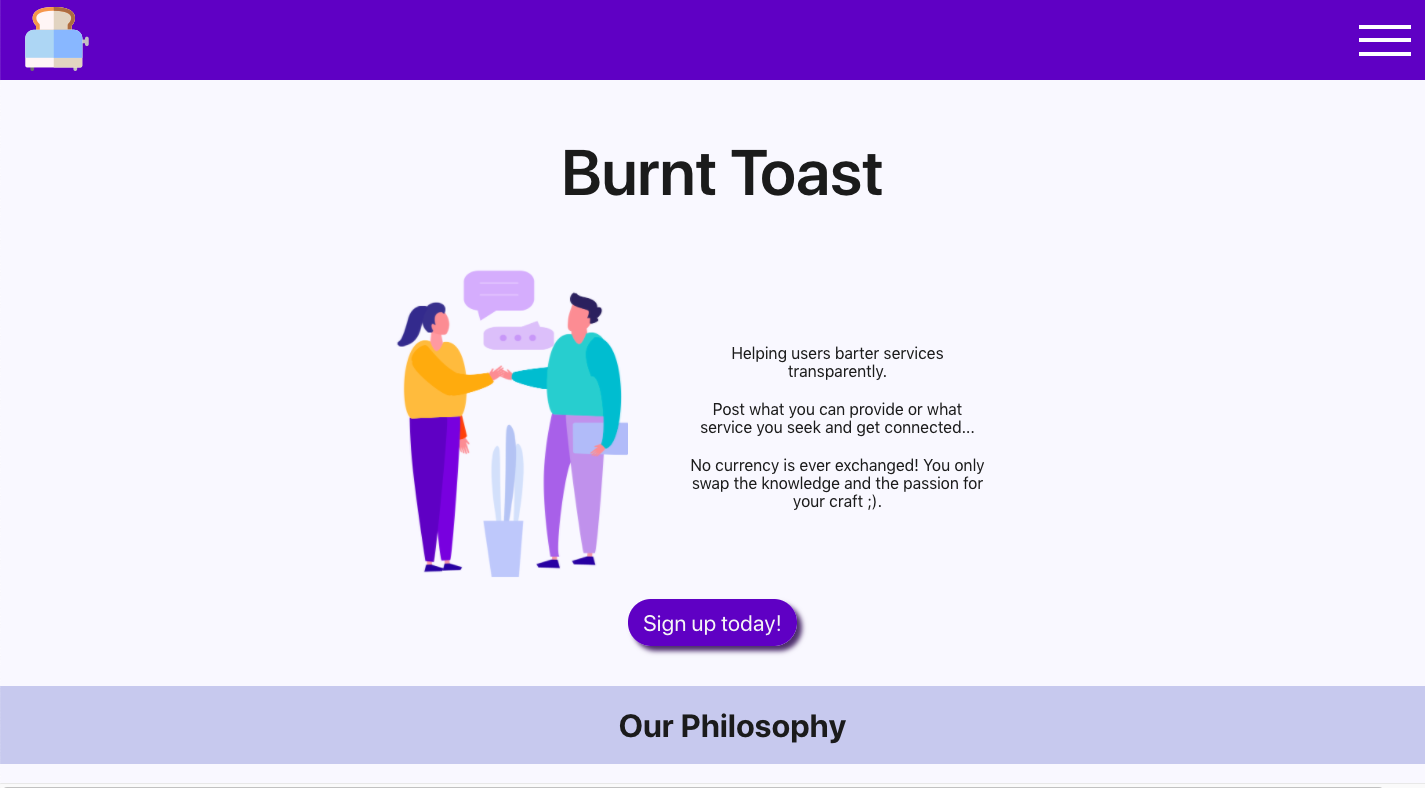 Burnt Toast
Helping users barter services
transparently.
Post what you can provide or what
service you seek and get connected...
No currency is ever exchanged! You only
swap the knowledge and the passion for
your craft ;).
Sign up today!
Our Philosophy